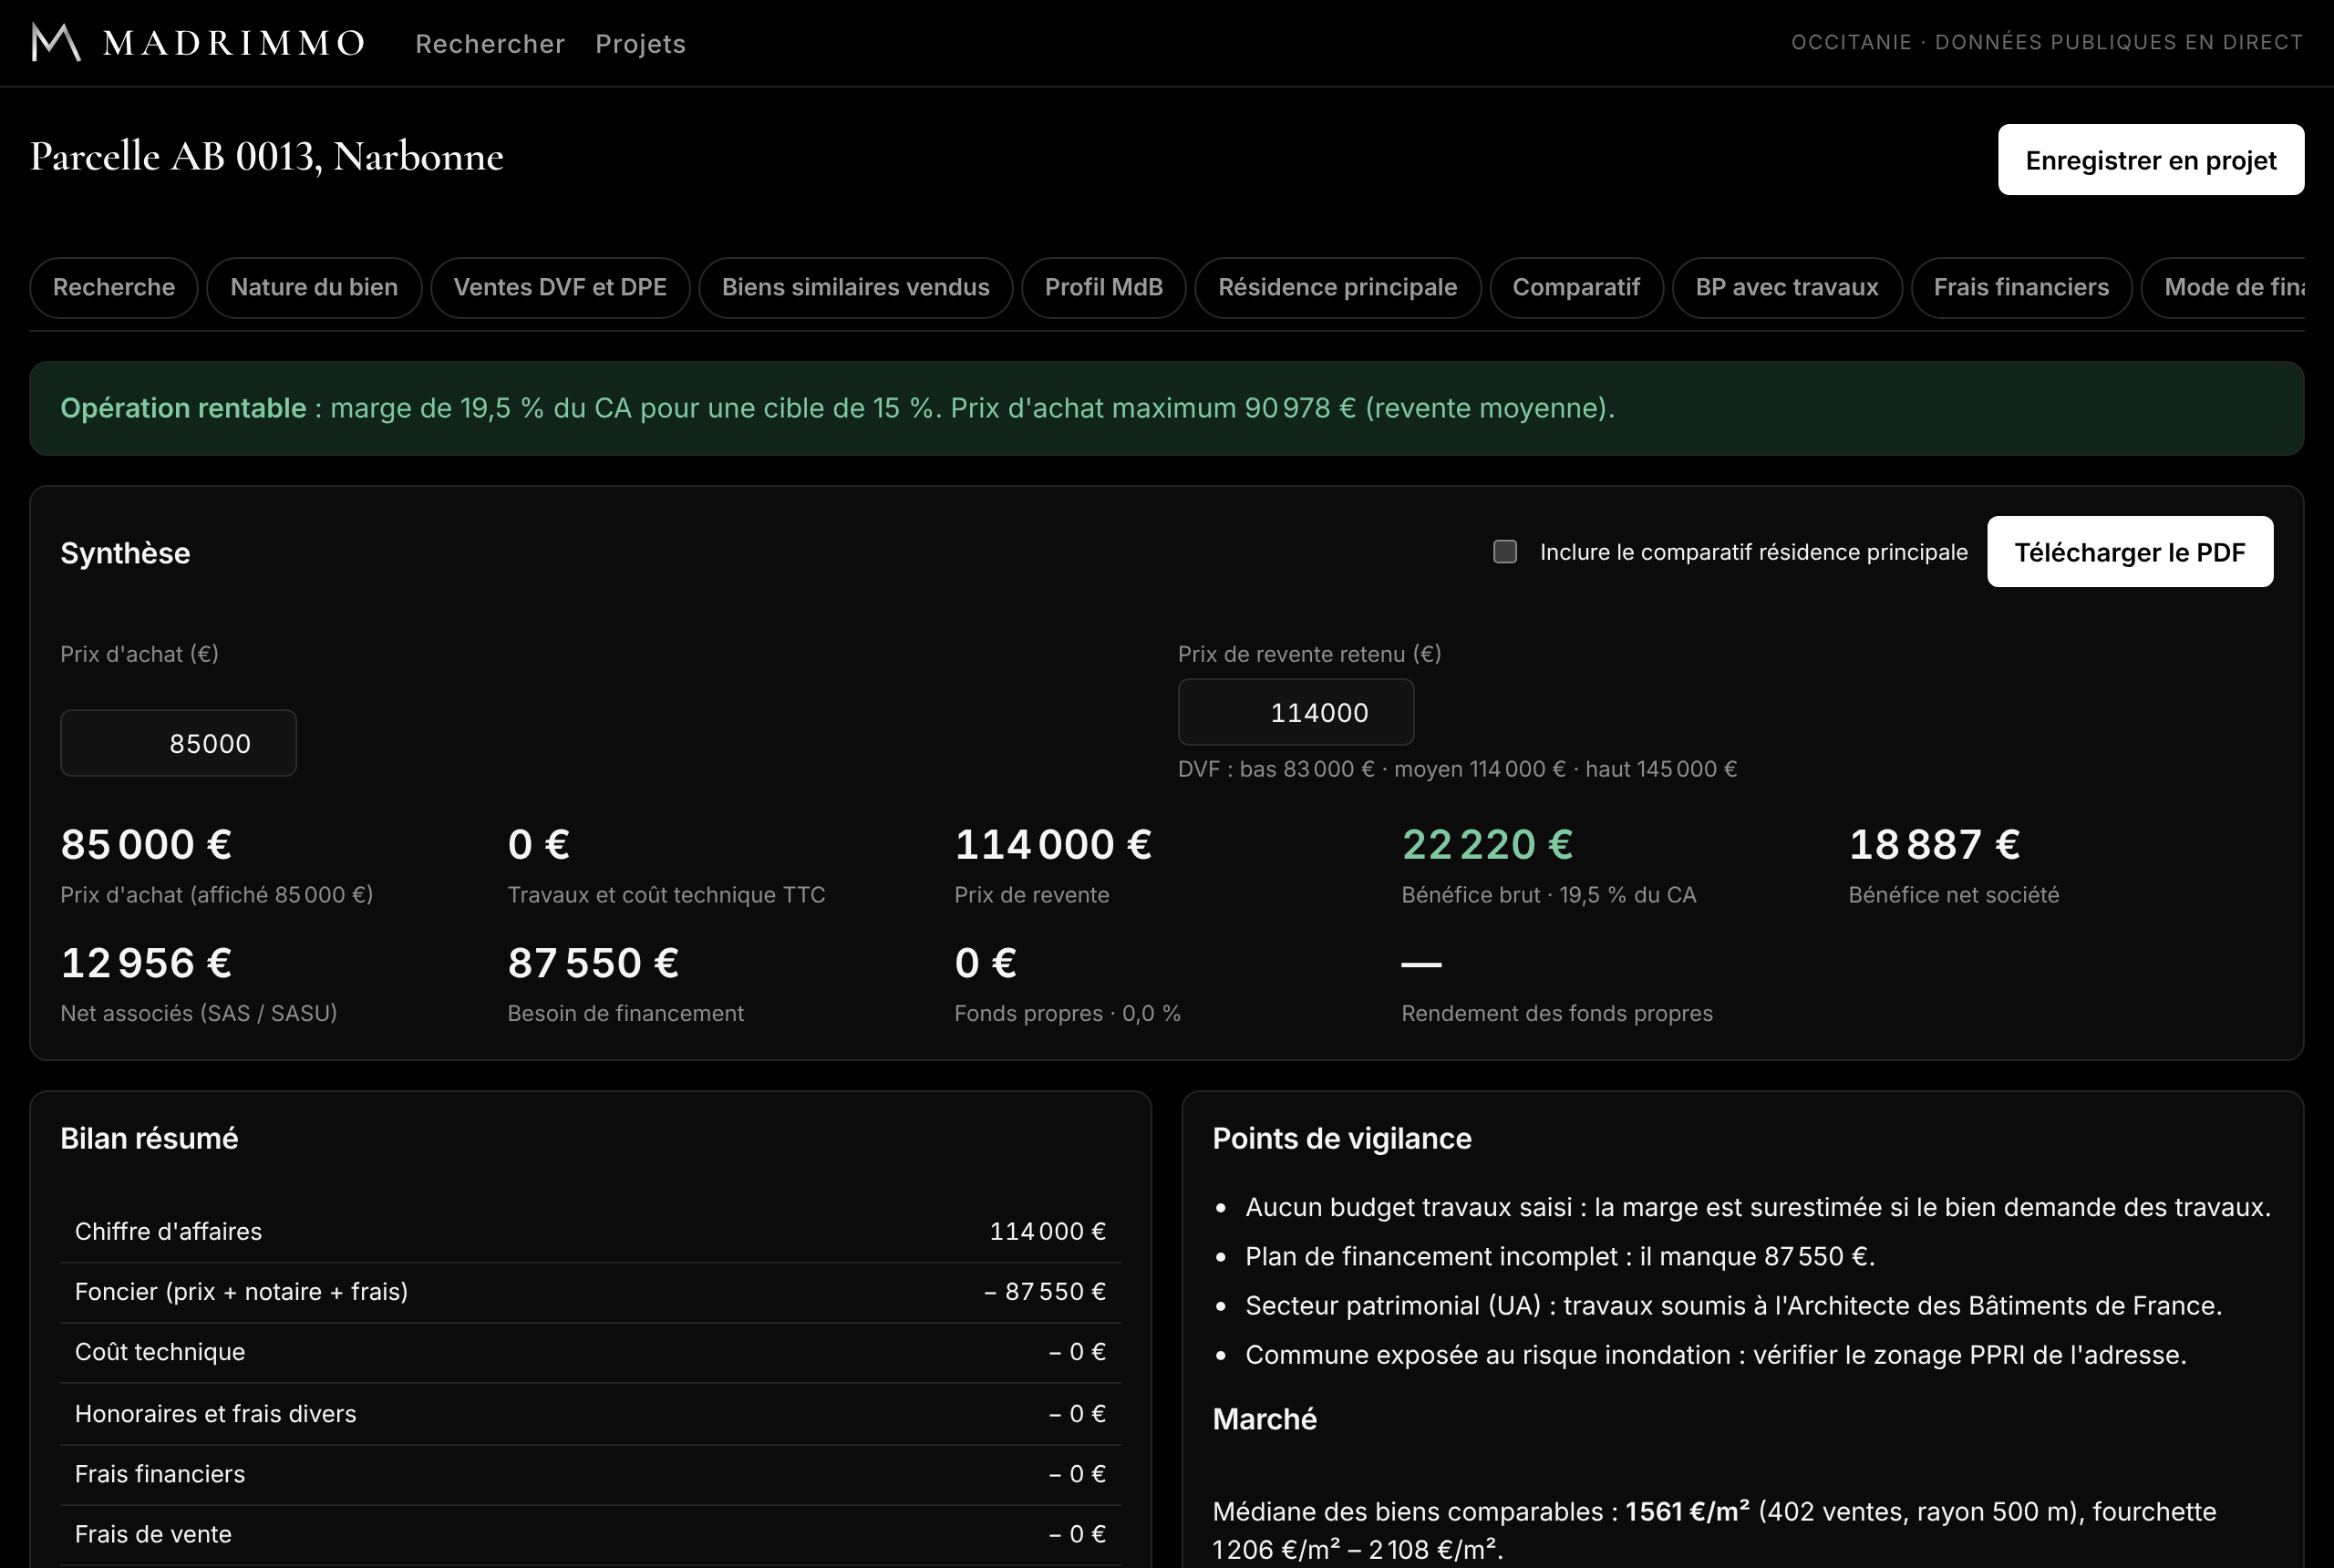 MADRIMMO
Rechercher Projets
OCCITANIE · DONNÉES PUBLIQUES EN DIRECT
Parcelle AB 0013, Narbonne
Enregistrer en projet
Recherche
Nature du bien
Ventes DVF et DPE
Biens similaires vendus
Profil MdB
Résidence principale
Comparatif
BP avec travaux
Frais financiers
Mode de fin
Opération rentable : marge de 19,5 % du CA pour une cible de 15 %. Prix d'achat maximum 90 978 € (revente moyenne).
Synthèse
Inclure le comparatif résidence principale
Télécharger le PDF
Prix d'achat (€)
85000
Prix de revente retenu (€)
114000
DVF : bas 83 000 € · moyen 114 000 € · haut 145 000 €
85 000 €
Prix d'achat (affiché 85 000 €)
0 €
Travaux et coût technique TTC
114 000 €
Prix de revente
22 220 €
Bénéfice brut · 19,5 % du CA
18 887 €
Bénéfice net société
12 956 €
Net associés (SAS / SASU)
87 550 €
Besoin de financement
0 €
Fonds propres · 0,0 %
—
Rendement des fonds propres
Bilan résumé
Chiffre d'affaires 114 000 €
Foncier (prix + notaire + frais) − 87 550 €
Coût technique − 0 €
Honoraires et frais divers − 0 €
Frais financiers − 0 €
Frais de vente − 0 €
Points de vigilance
• Aucun budget travaux saisi : la marge est surestimée si le bien demande des travaux.
• Plan de financement incomplet : il manque 87 550 €.
• Secteur patrimonial (UA) : travaux soumis à l'Architecte des Bâtiments de France.
• Commune exposée au risque inondation : vérifier le zonage PPRI de l'adresse.
Marché
Médiane des biens comparables : 1 561 €/m² (402 ventes, rayon 500 m), fourchette
1 206 €/m² – 2 108 €/m².